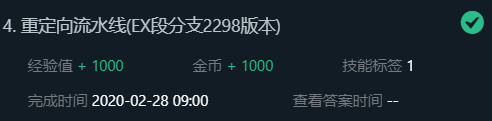 4. 重定向流水线(EX段分支2298版本)
经验值 + 1000 金币 + 1000 技能标签 1
完成时间 2020-02-28 09:00 查看答案时间 --